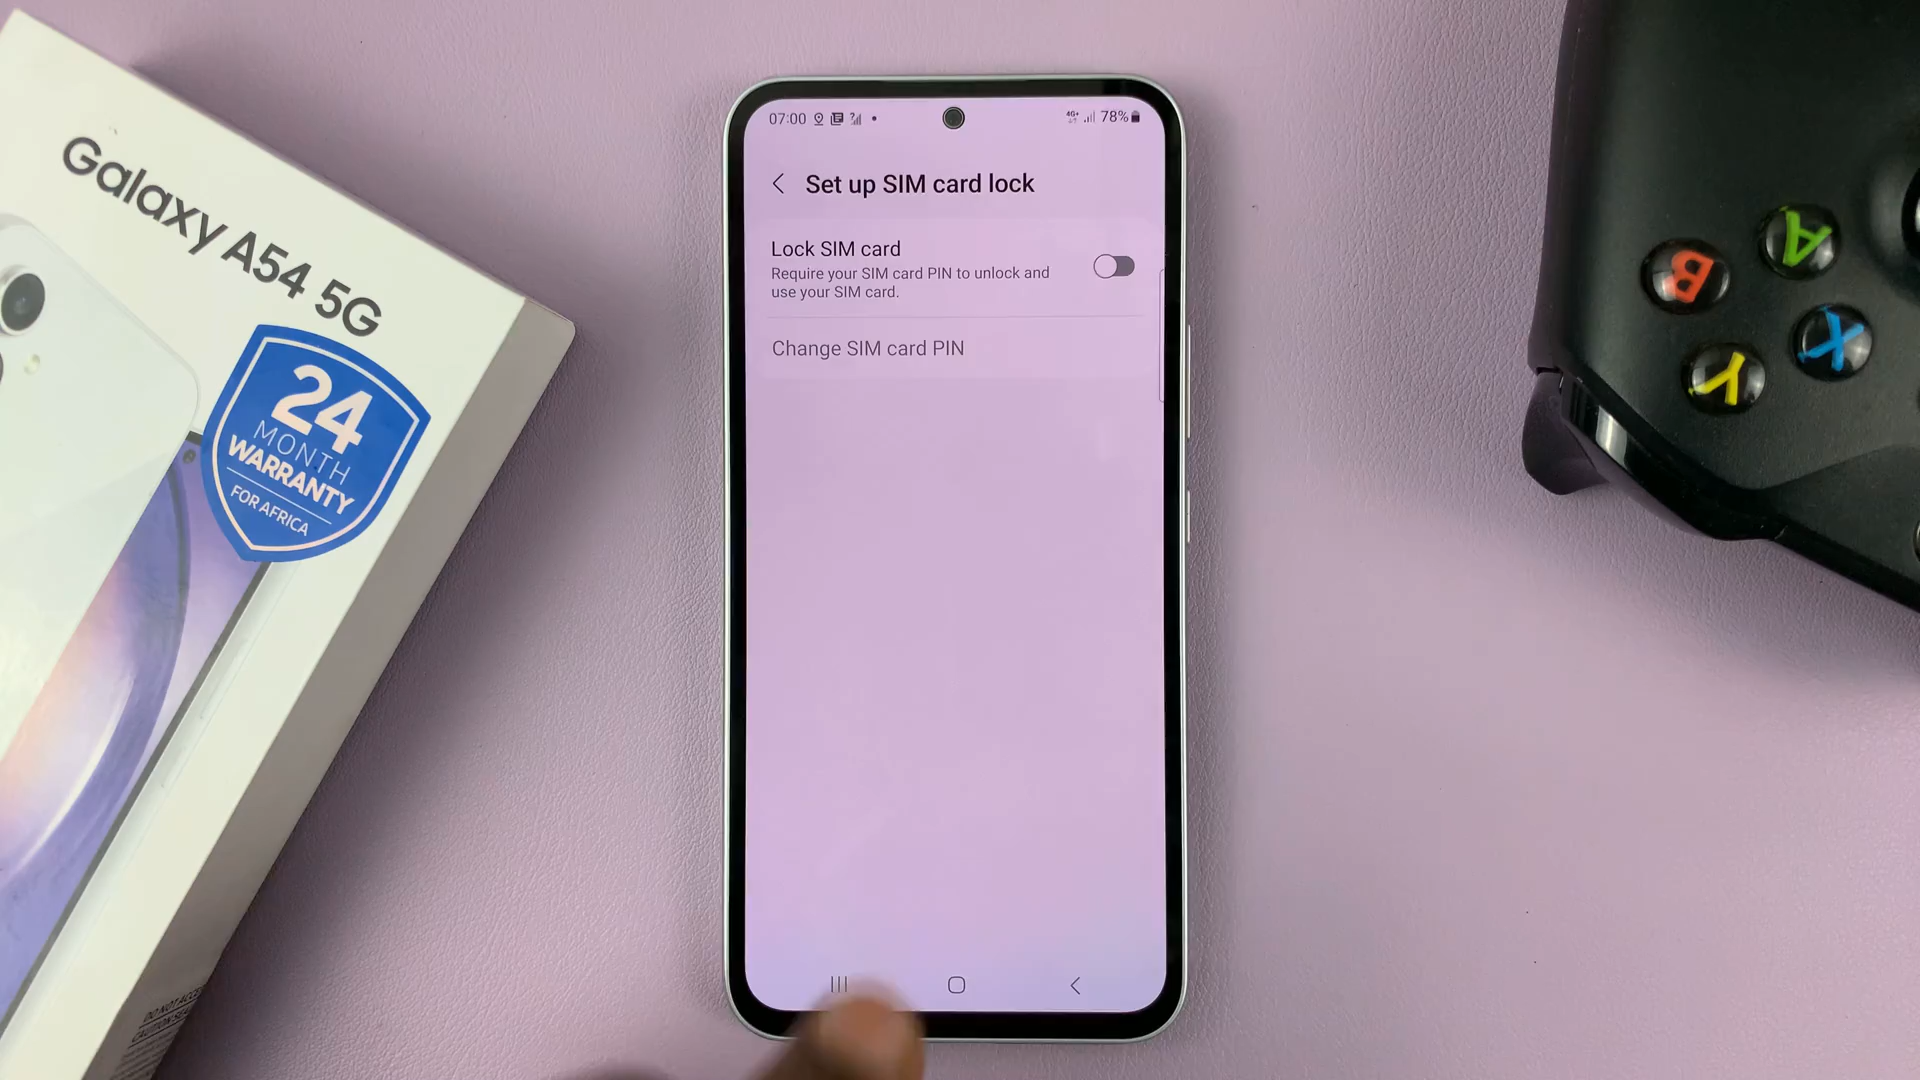 Galaxy A54 5G
24
MONTH
WARRANTY
FOR AFRICA
07:00
4G+
78%
Set up SIM card lock
Lock SIM card
Require your SIM card PIN to unlock and
use your SIM card.
Change SIM card PIN
A
B
X
Y